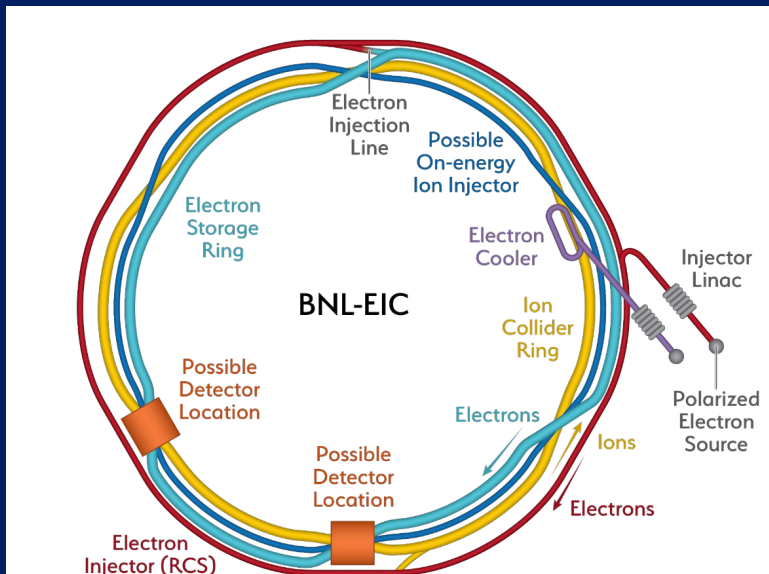 Electron
Injection
Line
Possible
On-energy
Ion Injector
Electron
Storage
Ring
Electron
Cooler
Injector
Linac
BNL-EIC
Ion
Collider
Ring
Possible
Detector
Location
Polarized
Electron
Source
Electrons
Ions
Possible
Detector
Location
Electrons
Electron
Injector (RCS)